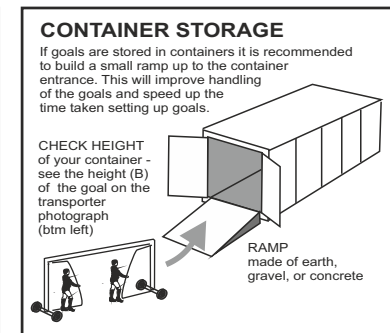 CONTAINER STORAGE
If goals are stored in containers it is recommended
to build a small ramp up to the container
entrance. This will improve handling
of the goals and speed up the
time taken setting up goals.
CHECK HEIGHT
of your container -
see the height (B)
of the goal on the
transporter
photograph
(btm left)
RAMP
made of earth,
gravel, or concrete